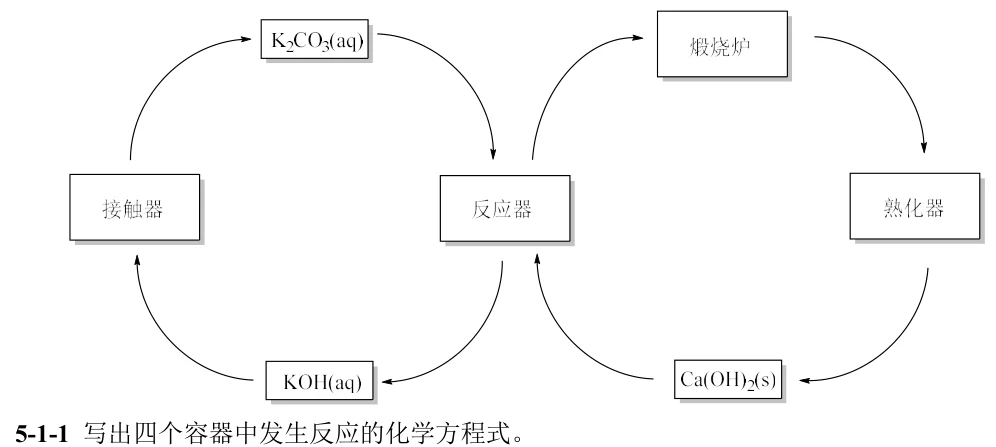 K₂CO₃(aq)
煅烧炉
接触器
反应器
熟化器
KOH(aq)
Ca(OH)₂(s)
5-1-1 写出四个容器中发生反应的化学方程式。